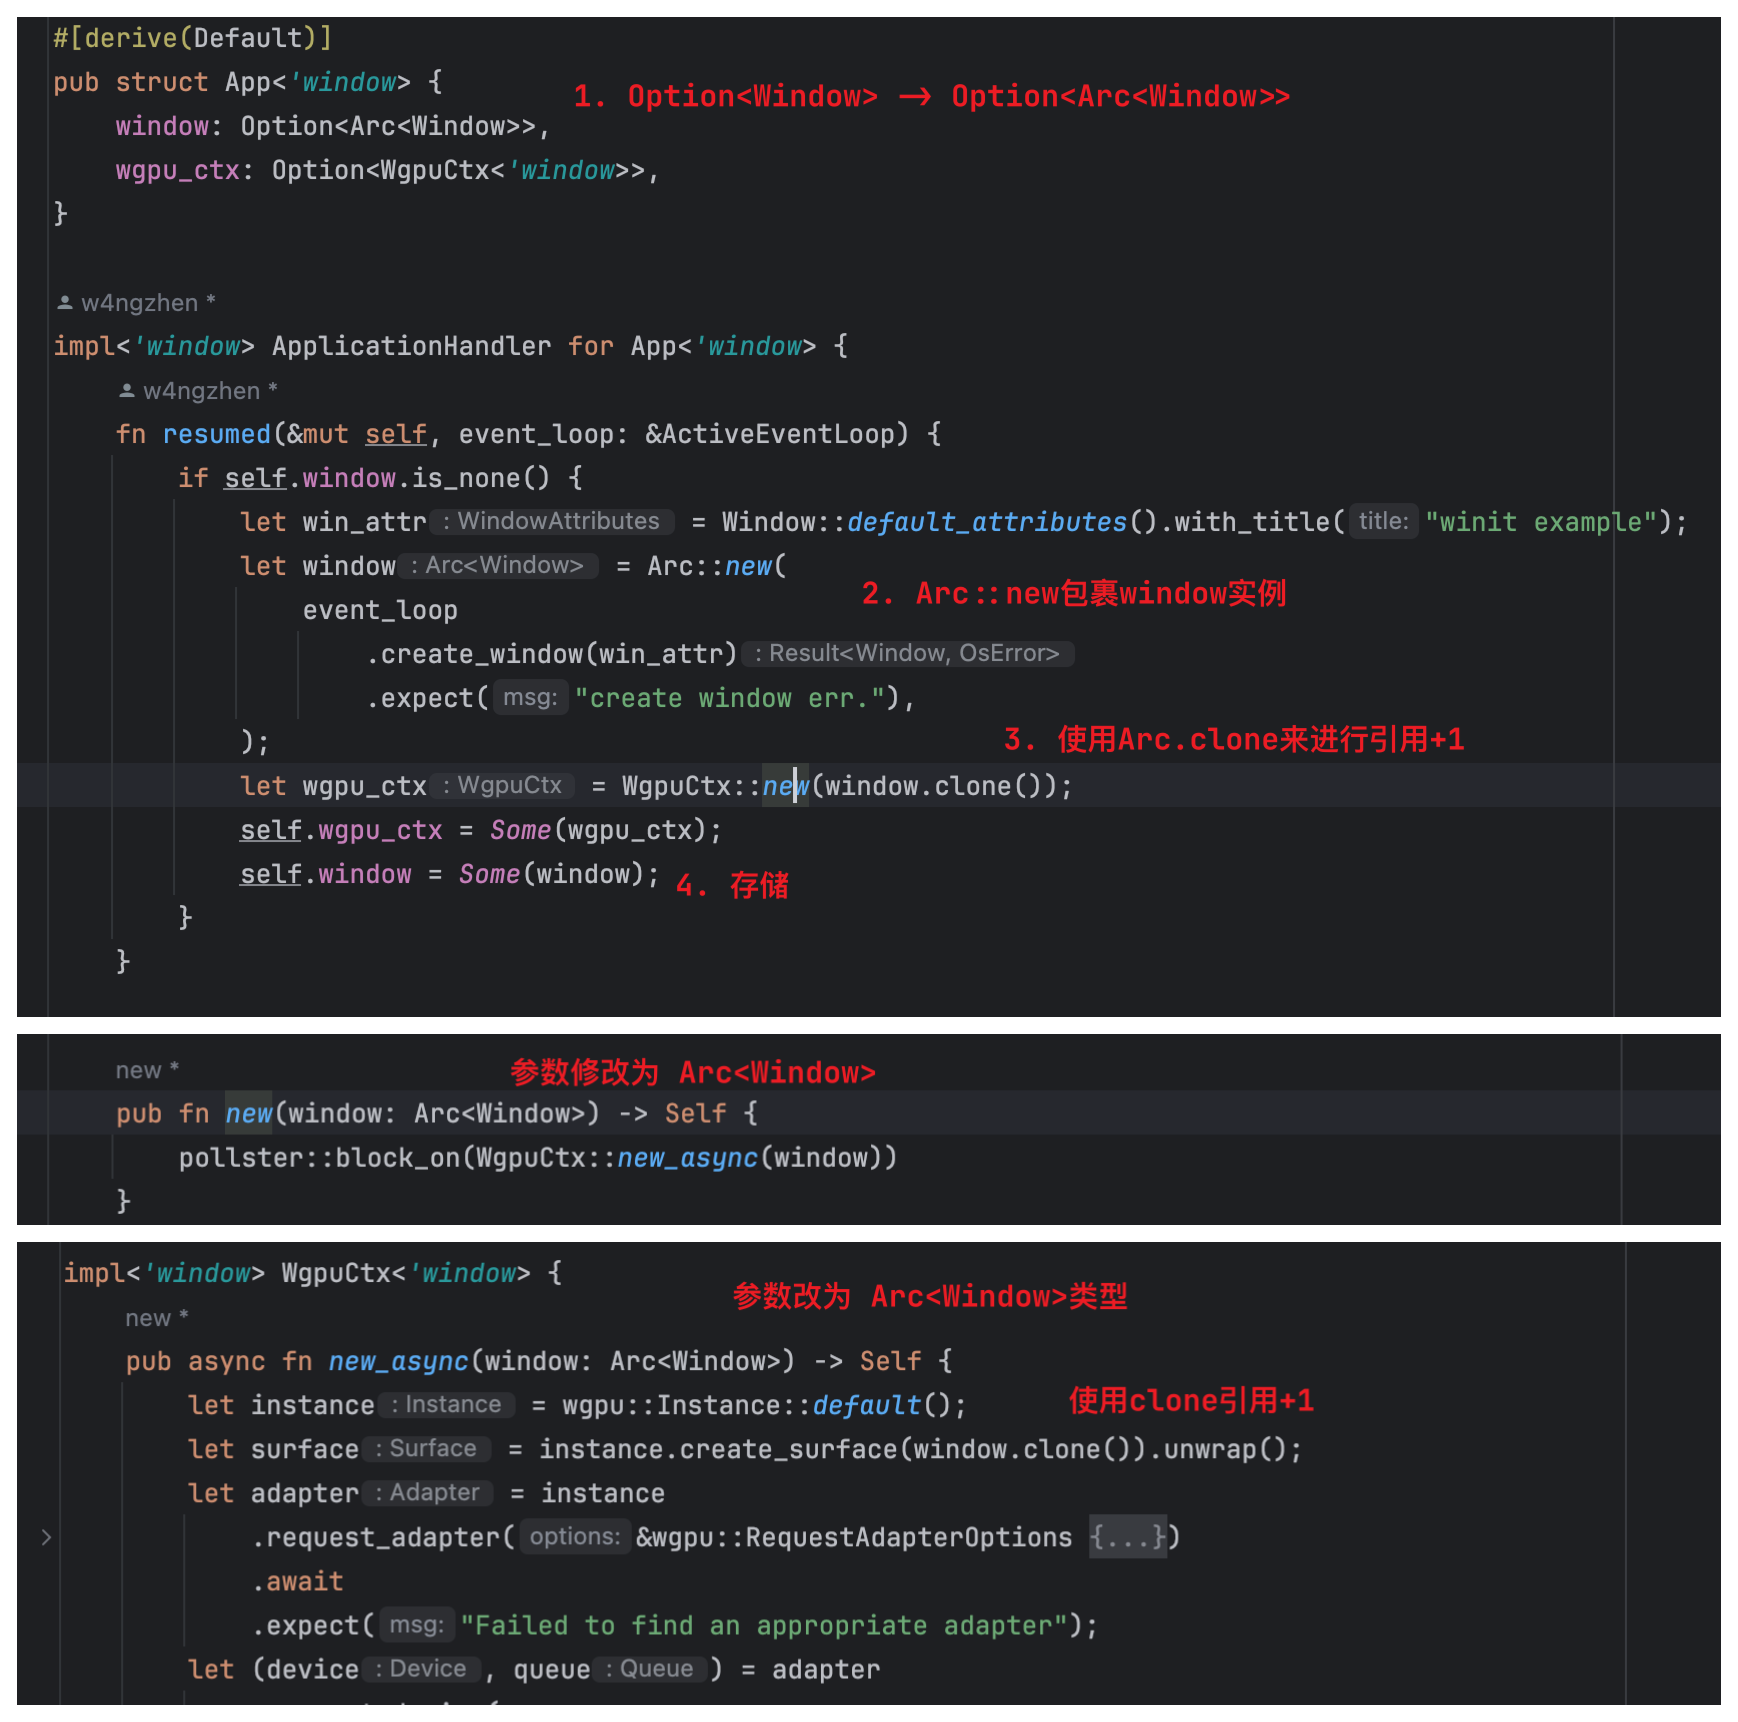 #[derive(Default)]
pub struct App<'window> {
1. Option<Window> —> Option<Arc<Window>>
window: Option<Arc<Window>>,
wgpu_ctx: Option<WgpuCtx<'window>>,
}
w4ngzhen *
impl<'window> ApplicationHandler for App<'window> {
w4ngzhen *
fn resumed(&mut self, event_loop: &ActiveEventLoop) {
if self.window.is_none() {
let win_attr : WindowAttributes = Window::default_attributes().with_title( title: "winit example");
let window : Arc<Window> = Arc::new(
2. Arc::new包裹window实例
event_loop
.create_window(win_attr) : Result<Window, OsError>
.expect( msg: "create window err."),
);
3. 使用Arc.clone来进行引用+1
let wgpu_ctx : WgpuCtx = WgpuCtx::new(window.clone());
self.wgpu_ctx = Some(wgpu_ctx);
self.window = Some(window);
4. 存储
}
}
new *
参数修改为 Arc<Window>
pub fn new(window: Arc<Window>) -> Self {
pollster::block_on(WgpuCtx::new_async(window))
}
impl<'window> WgpuCtx<'window> {
参数改为 Arc<Window>类型
new *
pub async fn new_async(window: Arc<Window>) -> Self {
let instance : Instance = wgpu::Instance::default();
使用clone引用+1
let surface : Surface = instance.create_surface(window.clone()).unwrap();
let adapter : Adapter = instance
.request_adapter( options: &wgpu::RequestAdapterOptions {...})
.await
.expect( msg: "Failed to find an appropriate adapter");
let (device : Device , queue : Queue ) = adapter